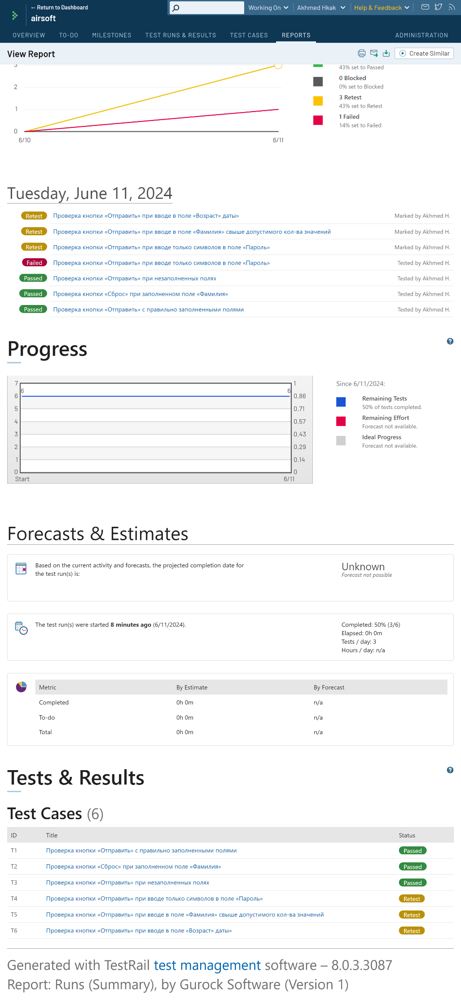 ← Return to Dashboard
airsoft
Working On
Akhmed Hkak
Help & Feedback
OVERVIEW
TO-DO
MILESTONES
TEST RUNS & RESULTS
TEST CASES
REPORTS
ADMINISTRATION
View Report
Create Similar
3
2
1
0
6/10
6/11
43% set to Passed
0 Blocked
0% set to Blocked
3 Retest
43% set to Retest
1 Failed
14% set to Failed
Tuesday, June 11, 2024
Retest Проверка кнопки «Отправить» при вводе в поле «Возраст» даты» Marked by Akhmed H.
Retest Проверка кнопки «Отправить» при вводе в поле «Фамилия» свыше допустимого кол-ва значений Marked by Akhmed H.
Retest Проверка кнопки «Отправить» при вводе только символов в поле «Пароль» Marked by Akhmed H.
Failed Проверка кнопки «Отправить» при вводе только символов в поле «Пароль» Tested by Akhmed H.
Passed Проверка кнопки «Отправить» при незаполненных полях Tested by Akhmed H.
Passed Проверка кнопки «Сброс» при заполненном поле «Фамилия» Tested by Akhmed H.
Passed Проверка кнопки «Отправить» с правильно заполненными полями Tested by Akhmed H.
Progress
7
6
5
4
3
2
1
0
6
6
1
0.86
0.71
0.57
0.43
0.29
0.14
0
Start
6/11
Since 6/11/2024:
Remaining Tests
50% of tests completed.
Remaining Effort
Forecast not available.
Ideal Progress
Forecast not available.
Forecasts & Estimates
Based on the current activity and forecasts, the projected completion date for
the test run(s) is:
Unknown
Forecast not possible
The test run(s) were started 8 minutes ago (6/11/2024).
Completed: 50% (3/6)
Elapsed: 0h 0m
Tests / day: 3
Hours / day: n/a
Metric By Estimate By Forecast
Completed 0h 0m n/a
To-do 0h 0m n/a
Total 0h 0m n/a
Tests & Results
Test Cases (6)
ID Title Status
T1 Проверка кнопки «Отправить» с правильно заполненными полями Passed
T2 Проверка кнопки «Сброс» при заполненном поле «Фамилия» Passed
T3 Проверка кнопки «Отправить» при незаполненных полях Passed
T4 Проверка кнопки «Отправить» при вводе только символов в поле «Пароль» Retest
T5 Проверка кнопки «Отправить» при вводе в поле «Фамилия» свыше допустимого кол-ва значений Retest
T6 Проверка кнопки «Отправить» при вводе в поле «Возраст» даты» Retest
Generated with TestRail test management software – 8.0.3.3087
Report: Runs (Summary), by Gurock Software (Version 1)